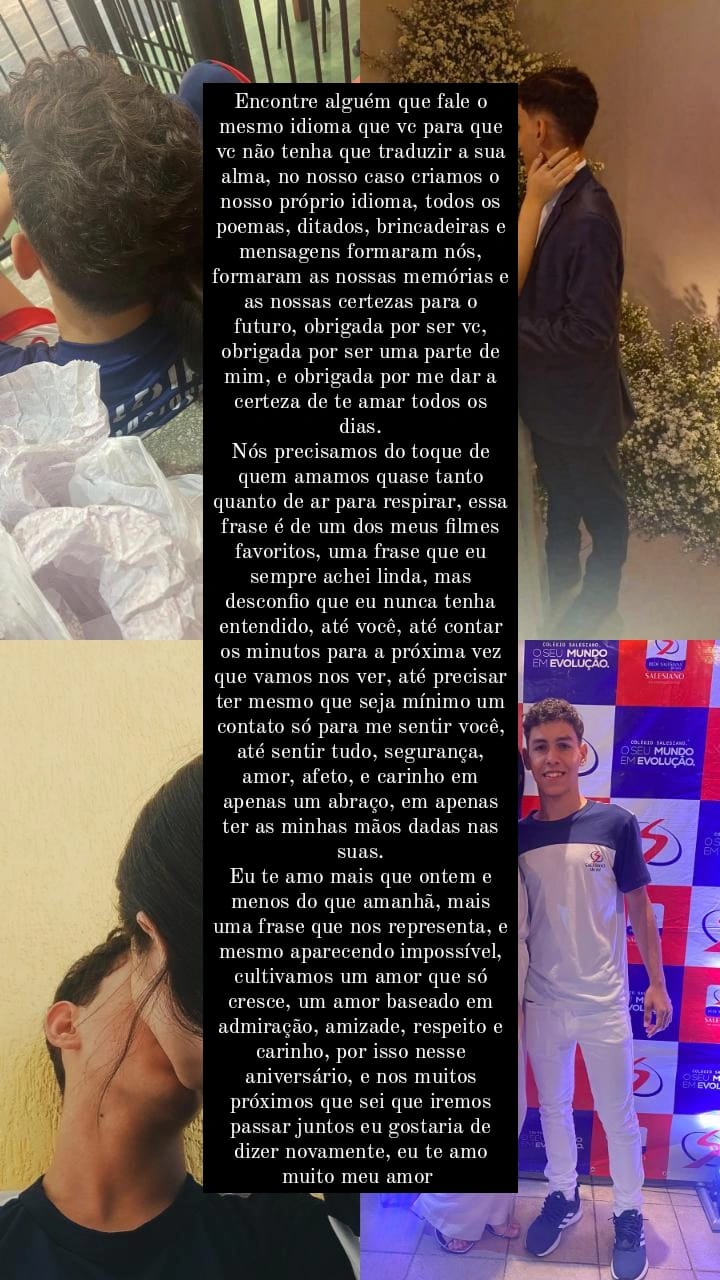 Encontre alguém que fale o
mesmo idioma que vc para que
vc não tenha que traduzir a sua
alma, no nosso caso criamos o
nosso próprio idioma, todos os
poemas, ditados, brincadeiras e
mensagens formaram nós,
formaram as nossas memórias e
as nossas certezas para o
futuro, obrigada por ser vc,
obrigada por ser uma parte de
mim, e obrigada por me dar a
certeza de te amar todos os
dias.
Nós precisamos do toque de
quem amamos quase tanto
quanto de ar para respirar, essa
frase é de um dos meus filmes
favoritos, uma frase que eu
sempre achei linda, mas
desconfio que eu nunca tenha
entendido, até você, até contar
os minutos para a próxima vez
que vamos nos ver, até precisar
ter mesmo que seja mínimo um
contato só para me sentir você,
até sentir tudo, segurança,
amor, afeto, e carinho em
apenas um abraço, em apenas
ter as minhas mãos dadas nas
suas.
Eu te amo mais que ontem e
menos do que amanhã, mais
uma frase que nos representa, e
mesmo aparecendo impossível,
cultivamos um amor que só
cresce, um amor baseado em
admiração, amizade, respeito e
carinho, por isso nesse
aniversário, e nos muitos
próximos que sei que iremos
passar juntos eu gostaria de
dizer novamente, eu te amo
muito meu amor
COLÉGIO SALESIANO.
O SEU MUNDO
EM EVOLUÇÃO.
REDE SALESIANA
SALESIANO
COLÉGIO SALESIANO.
O SEU MUNDO
EM EVOLUÇÃO.